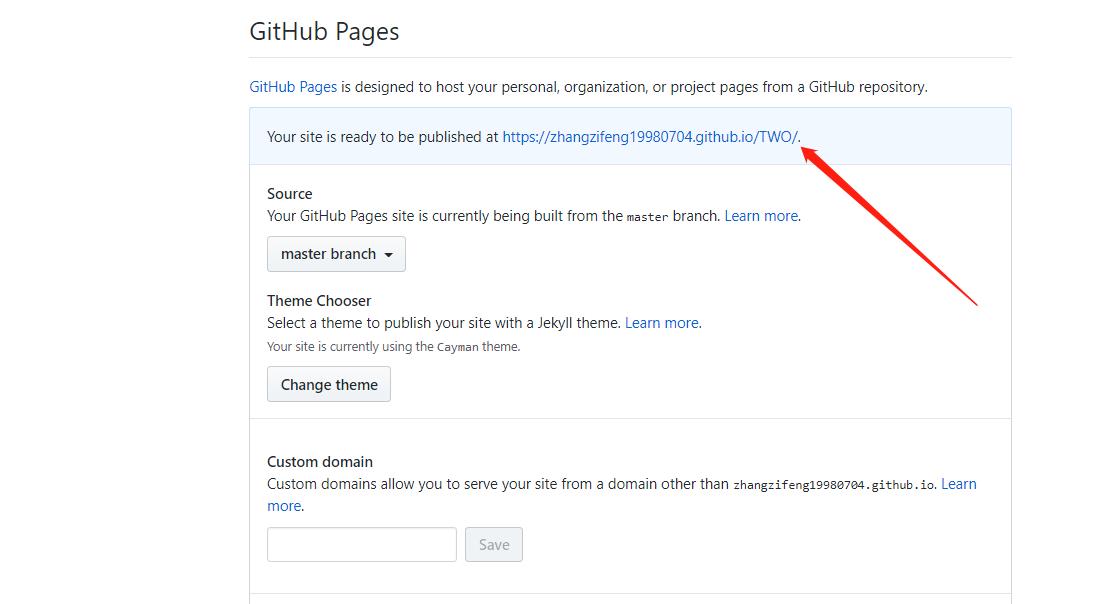 GitHub Pages
GitHub Pages is designed to host your personal, organization, or project pages from a GitHub repository.
Your site is ready to be published at https://zhangzifeng19980704.github.io/TWO/.
Source
Your GitHub Pages site is currently being built from the master branch. Learn more.
master branch
Theme Chooser
Select a theme to publish your site with a Jekyll theme. Learn more.
Your site is currently using the Cayman theme.
Change theme
Custom domain
Custom domains allow you to serve your site from a domain other than zhangzifeng19980704.github.io. Learn
more.
Save